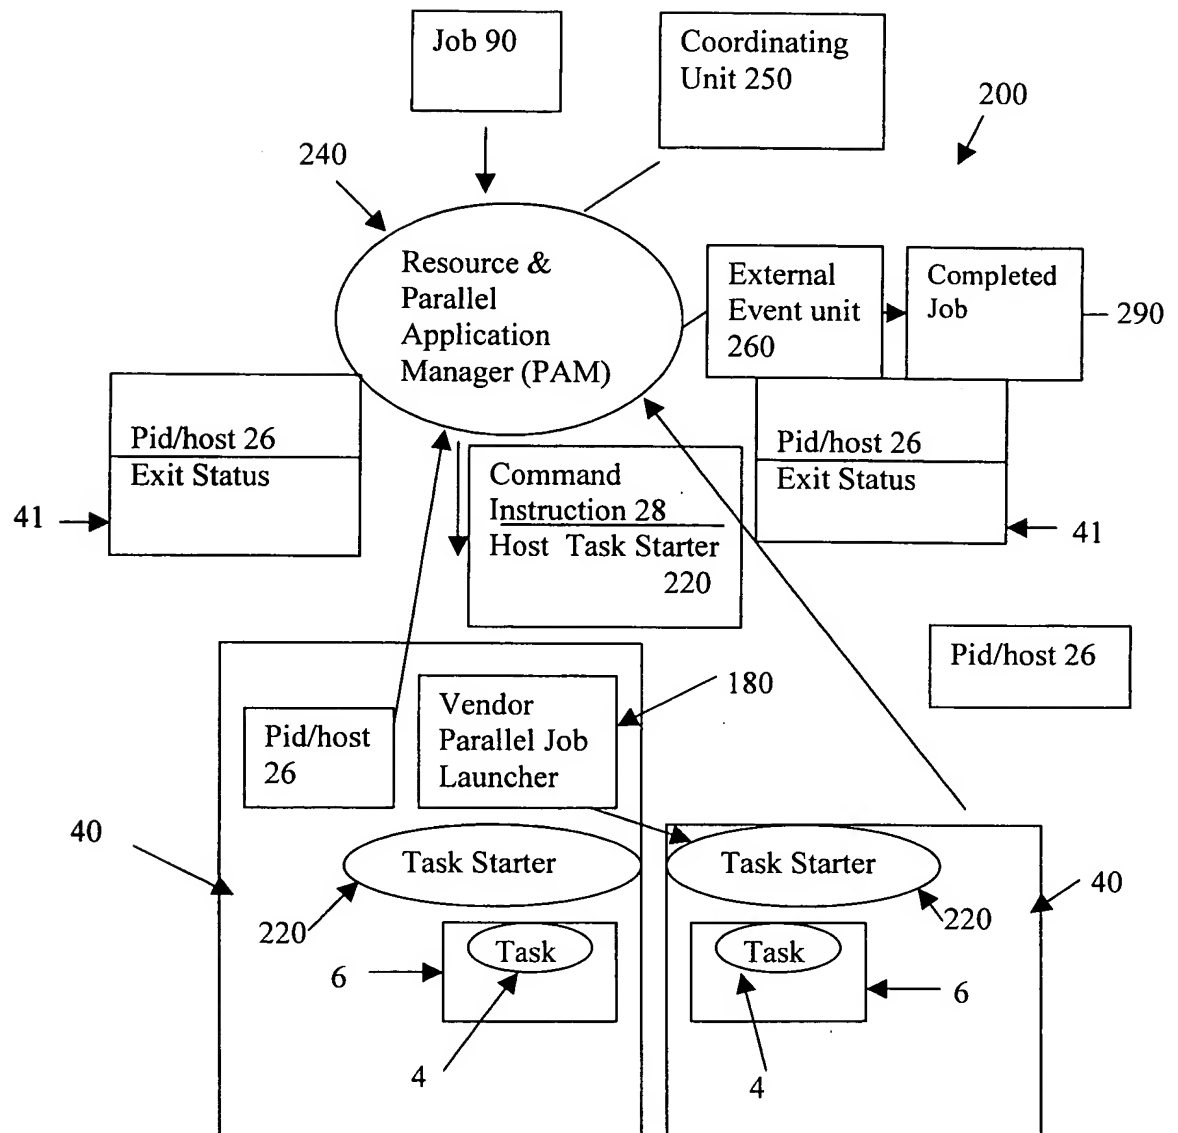 Job 90
Coordinating
Unit 250
200
240
Resource &
Parallel
Application
Manager (PAM)
External
Event unit
260
Completed
Job
290
Pid/host 26
Exit Status
41
Command
Instruction 28
Host Task Starter
220
Pid/host 26
Exit Status
41
Pid/host 26
180
Vendor
Parallel Job
Launcher
Pid/host
26
40
Task Starter
Task Starter
40
220
220
Task
Task
6
6
4
4